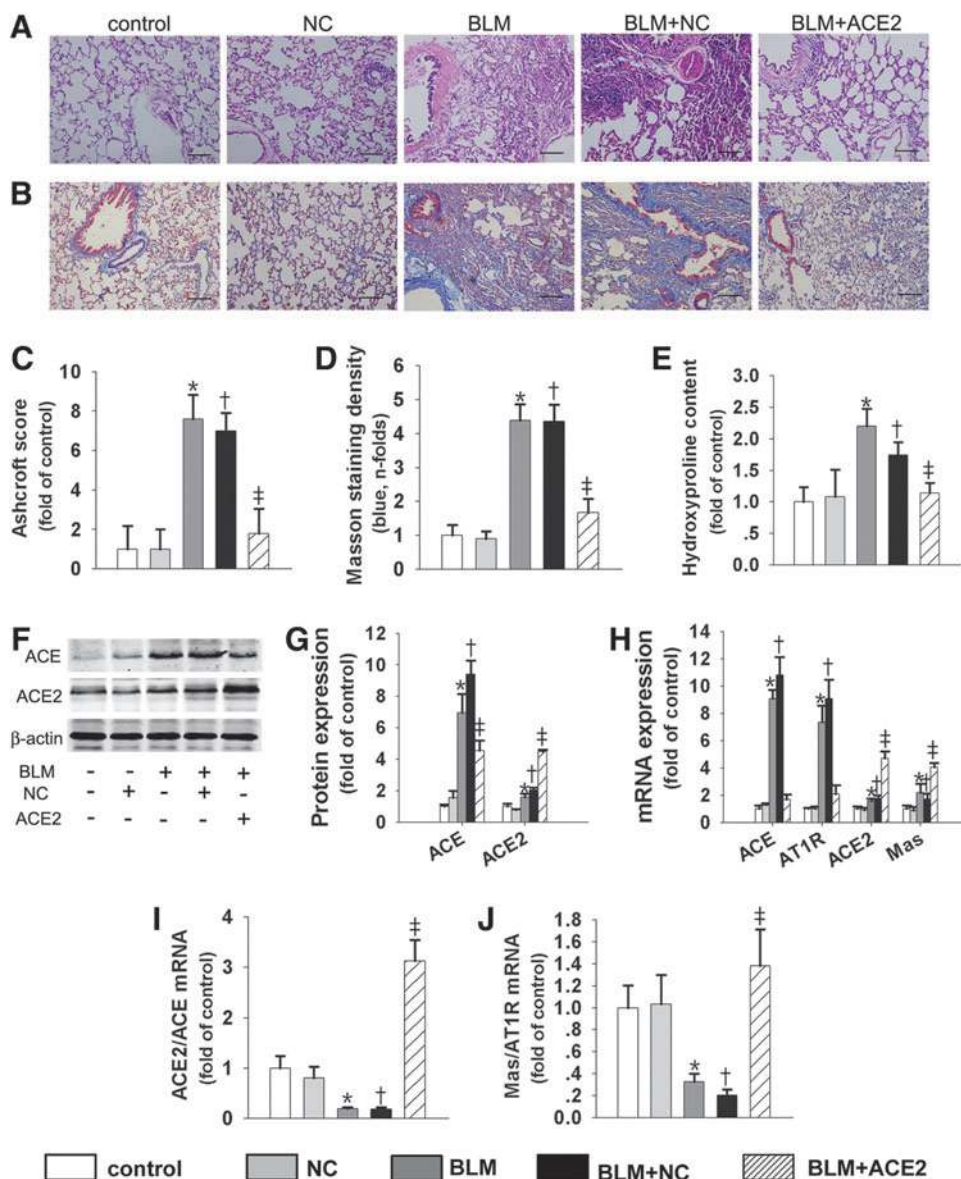 control NC BLM BLM+NC BLM+ACE2
A
B
C
Ashcroft score
(fold of control)
10
8
6
4
2
0
*
†
‡
D
Masson staining density
(blue, n-folds)
6
5
4
3
2
1
0
*
†
‡
E
Hydroxyproline content
(fold of control)
3.0
2.5
2.0
1.5
1.0
.5
0.0
*
†
‡
F
ACE
ACE2
β-actin
BLM - - + + +
NC - + - + -
ACE2 - - - - +
G
Protein expression
(fold of control)
12
10
8
6
4
2
0
* † ‡ * † ‡
ACE ACE2
H
mRNA expression
(fold of control)
14
12
10
8
6
4
2
0
* † * † * † ‡ * † ‡
ACE AT1R ACE2 Mas
I
ACE2/ACE mRNA
(fold of control)
4
3
2
1
0
*
†
‡
J
Mas/AT1R mRNA
(fold of control)
1.8
1.6
1.4
1.2
1.0
.8
.6
.4
.2
0.0
*
†
‡
control NC BLM BLM+NC BLM+ACE2